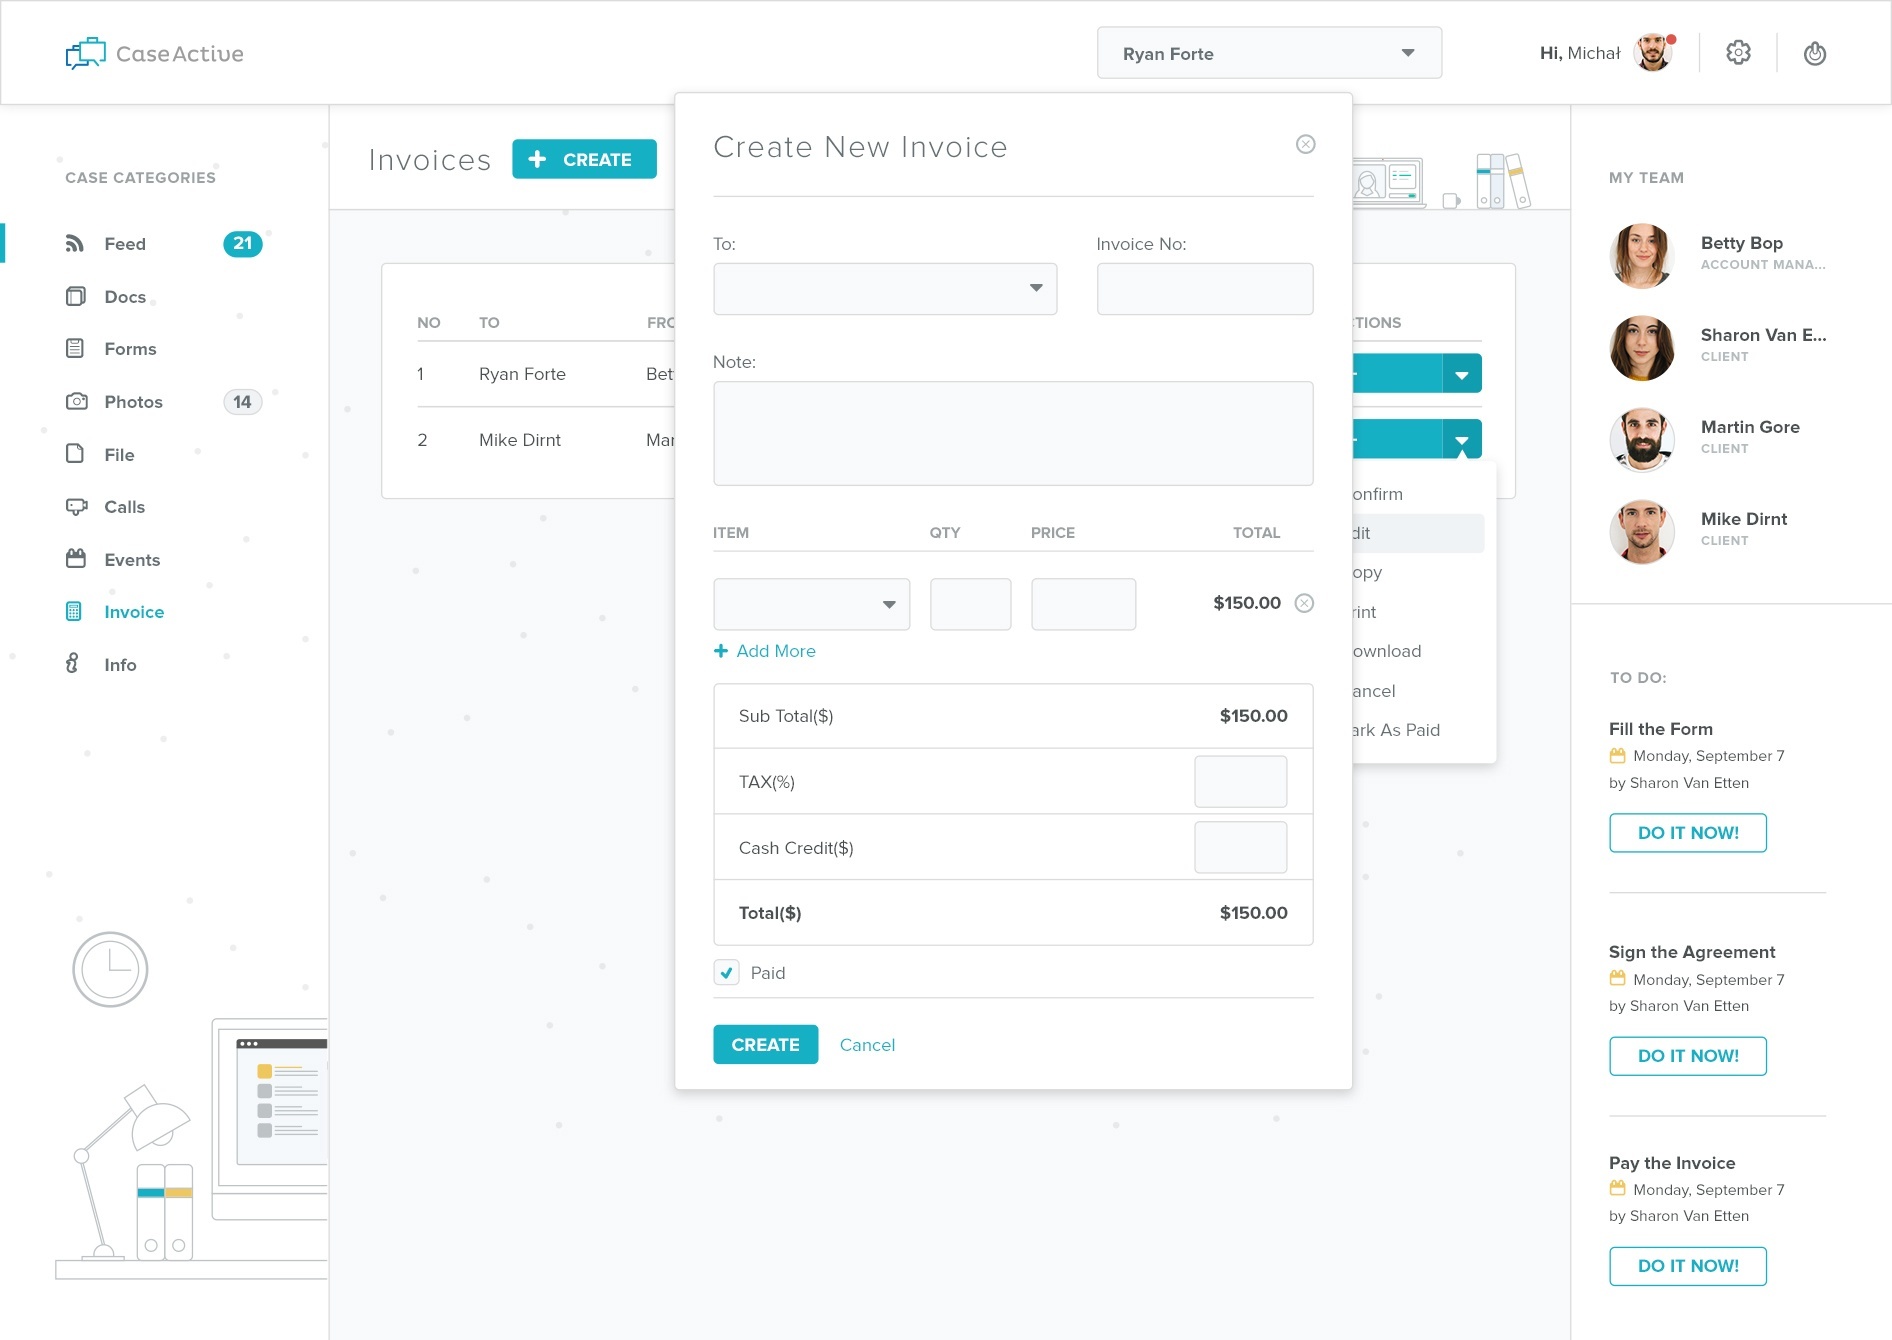 CaseActive
Ryan Forte
Hi, Michał
CASE CATEGORIES
Feed 21
Docs
Forms
Photos 14
File
Calls
Events
Invoice
Info
Invoices
+ CREATE
NO TO FRO
1 Ryan Forte Bet
2 Mike Dirnt Mar
TIONS
onfirm
dit
opy
rint
ownload
ancel
ark As Paid
Create New Invoice
To: Invoice No:
Note:
ITEM QTY PRICE TOTAL
$150.00
+ Add More
Sub Total($) $150.00
TAX(%)
Cash Credit($)
Total($) $150.00
Paid
CREATE Cancel
MY TEAM
Betty Bop
ACCOUNT MANA...
Sharon Van E...
CLIENT
Martin Gore
CLIENT
Mike Dirnt
CLIENT
TO DO:
Fill the Form
Monday, September 7
by Sharon Van Etten
DO IT NOW!
Sign the Agreement
Monday, September 7
by Sharon Van Etten
DO IT NOW!
Pay the Invoice
Monday, September 7
by Sharon Van Etten
DO IT NOW!